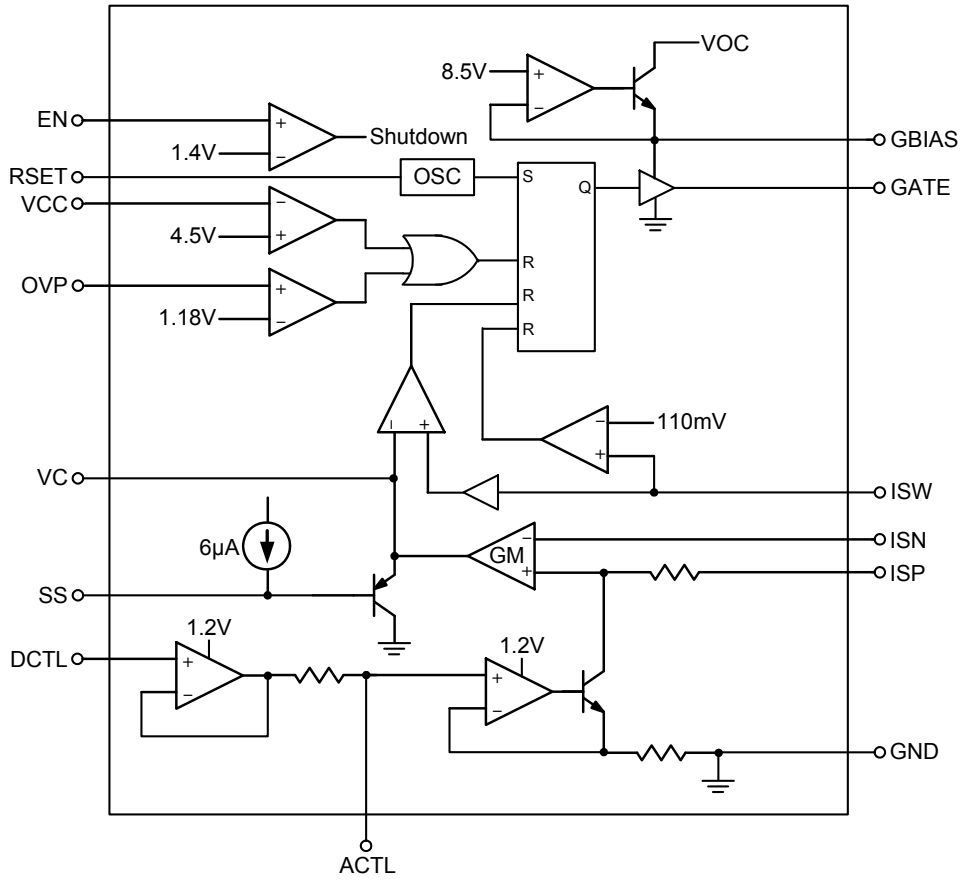 VOC
8.5V
+
−
EN
+
1.4V
−
Shutdown
GBIAS
RSET
OSC
S
Q
GATE
VCC
−
4.5V
+
R
OVP
+
1.18V
−
R
R
−
110mV
+
−
+
VC
ISW
6µA
GM
−
+
ISN
ISP
SS
1.2V
1.2V
DCTL
+
−
+
−
GND
ACTL